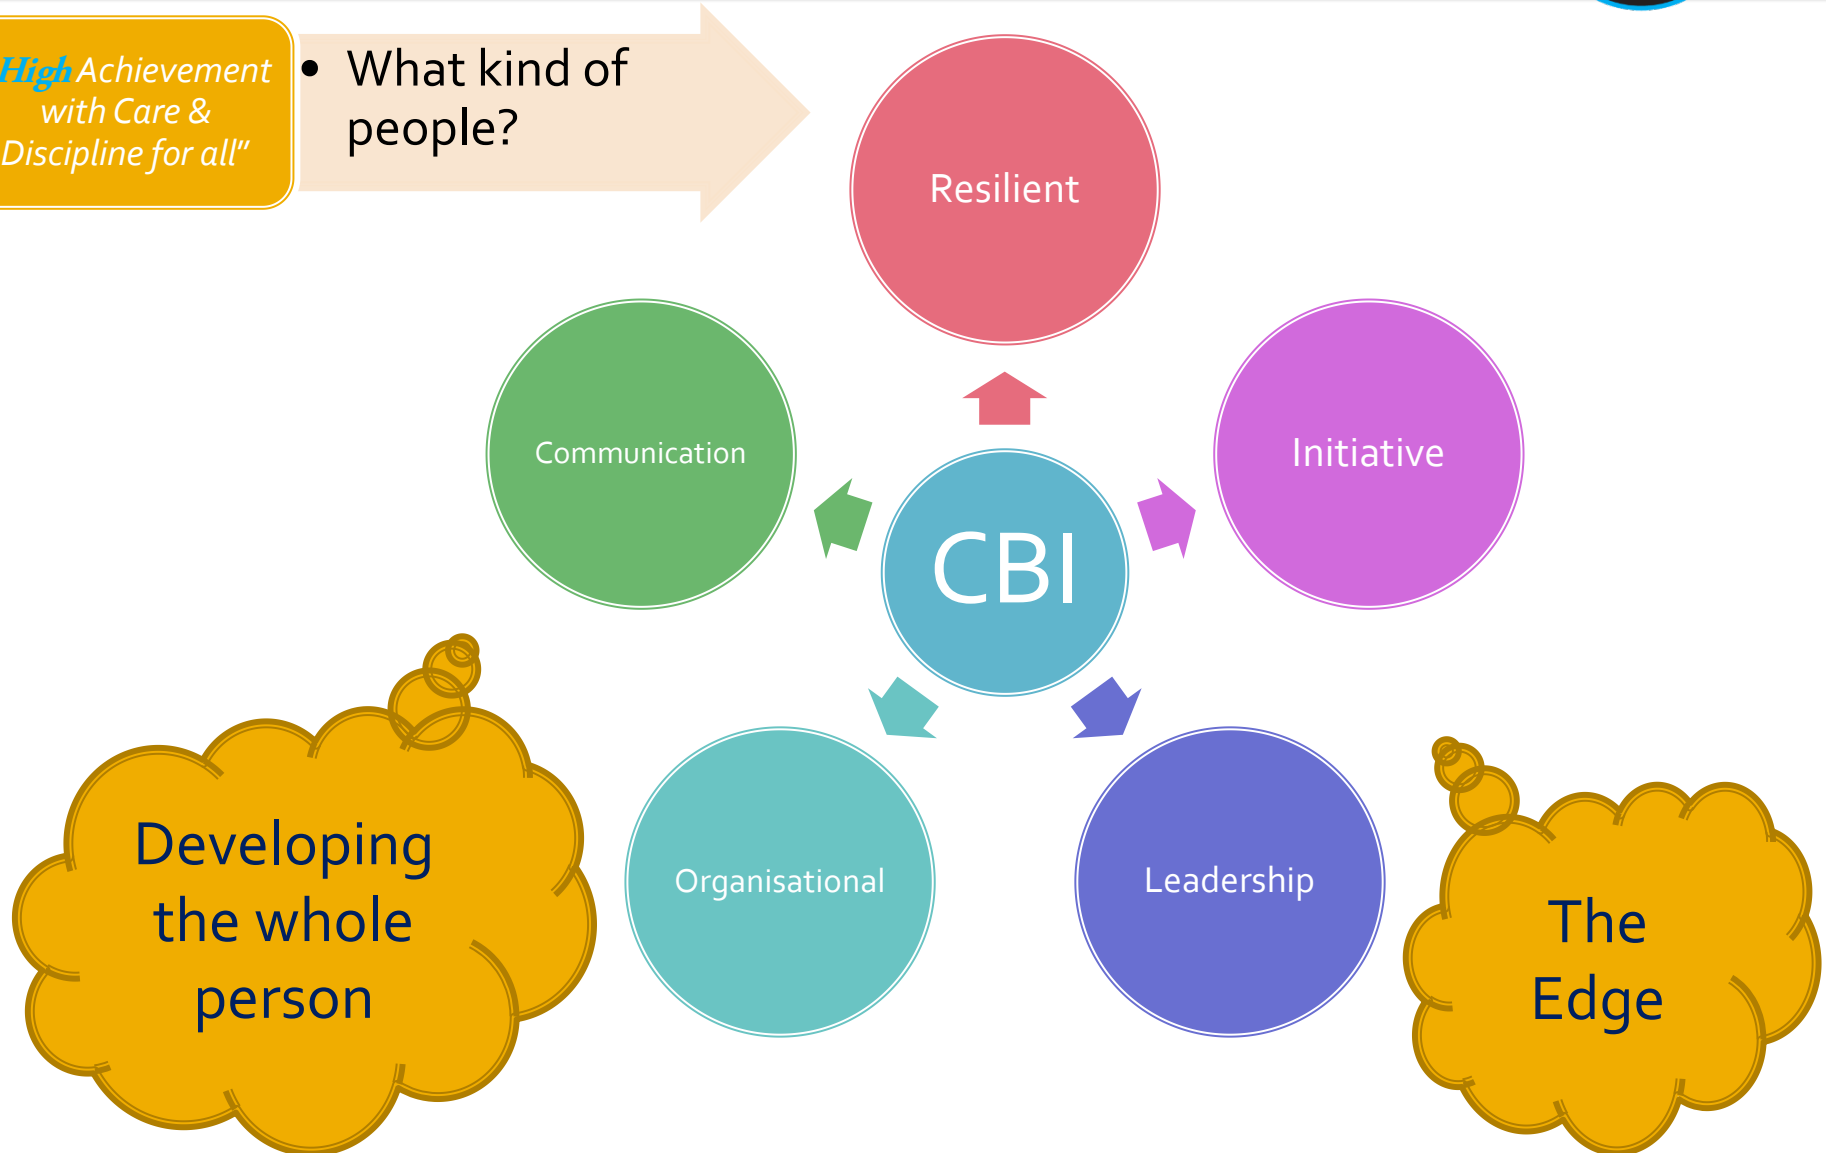 High Achievement
with Care &
Discipline for all”
• What kind of
people?
Resilient
Communication
Initiative
CBI
Organisational
Leadership
Developing
the whole
person
The
Edge